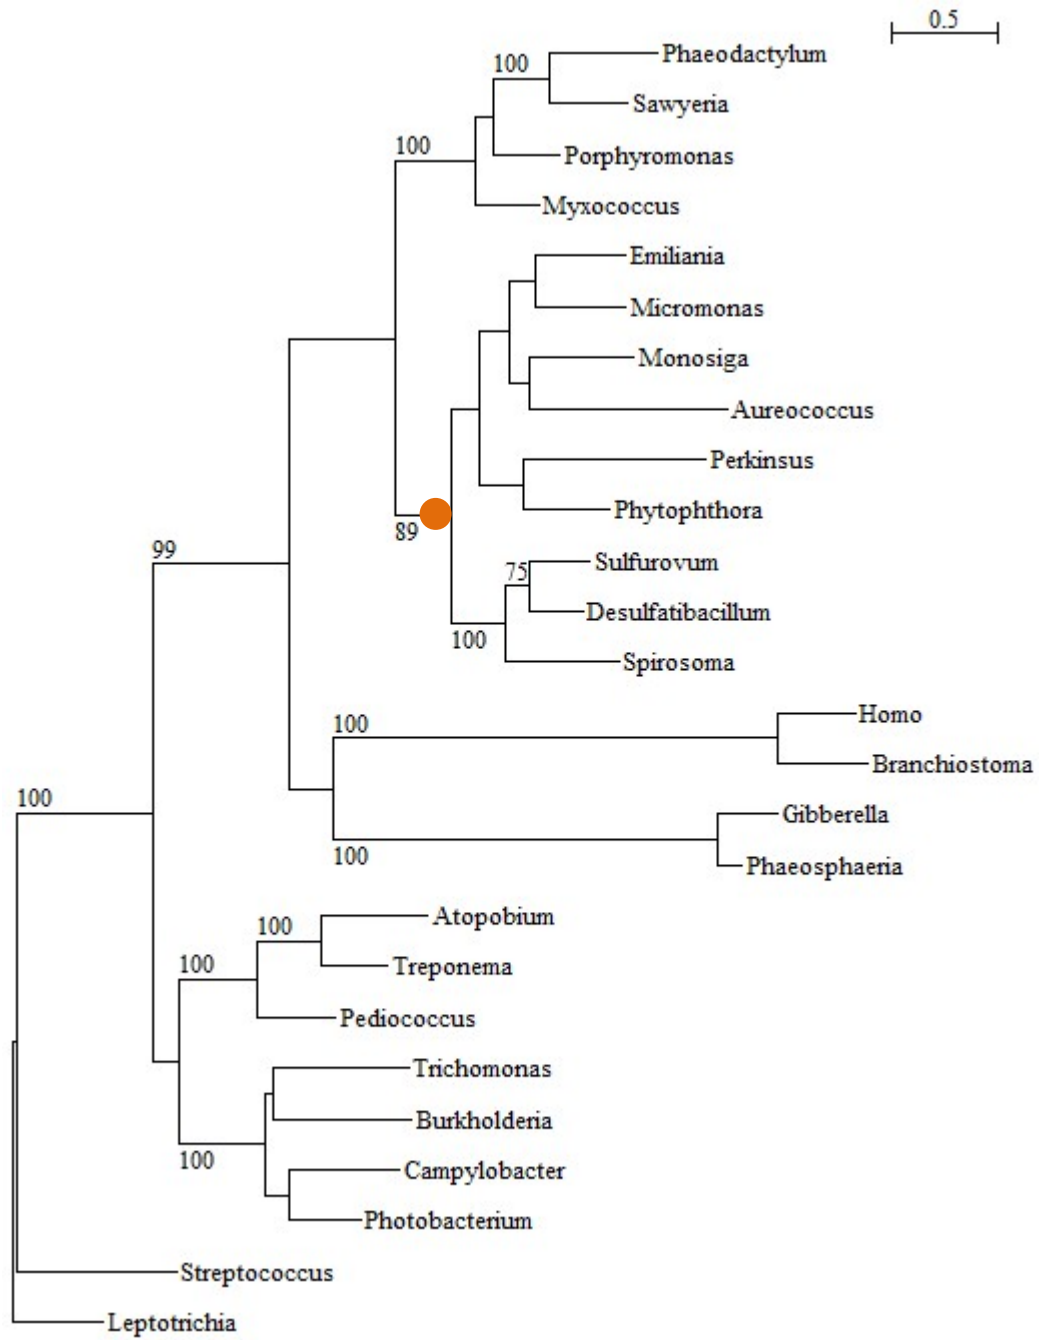 0.5
100
Phaeodactylum
Sawyeria
100
Porphyromonas
Myxococcus
Emiliania
Micromonas
Monosiga
Aureococcus
Perkinsus
Phytophthora
89
99
Sulfurovum
75
Desulfatibacillum
100
Spirosoma
Homo
100
Branchiostoma
100
Gibberella
100
Phaeosphaeria
Atopobium
100
Treponema
100
Pediococcus
Trichomonas
Burkholderia
100
Campylobacter
Photobacterium
Streptococcus
Leptotrichia